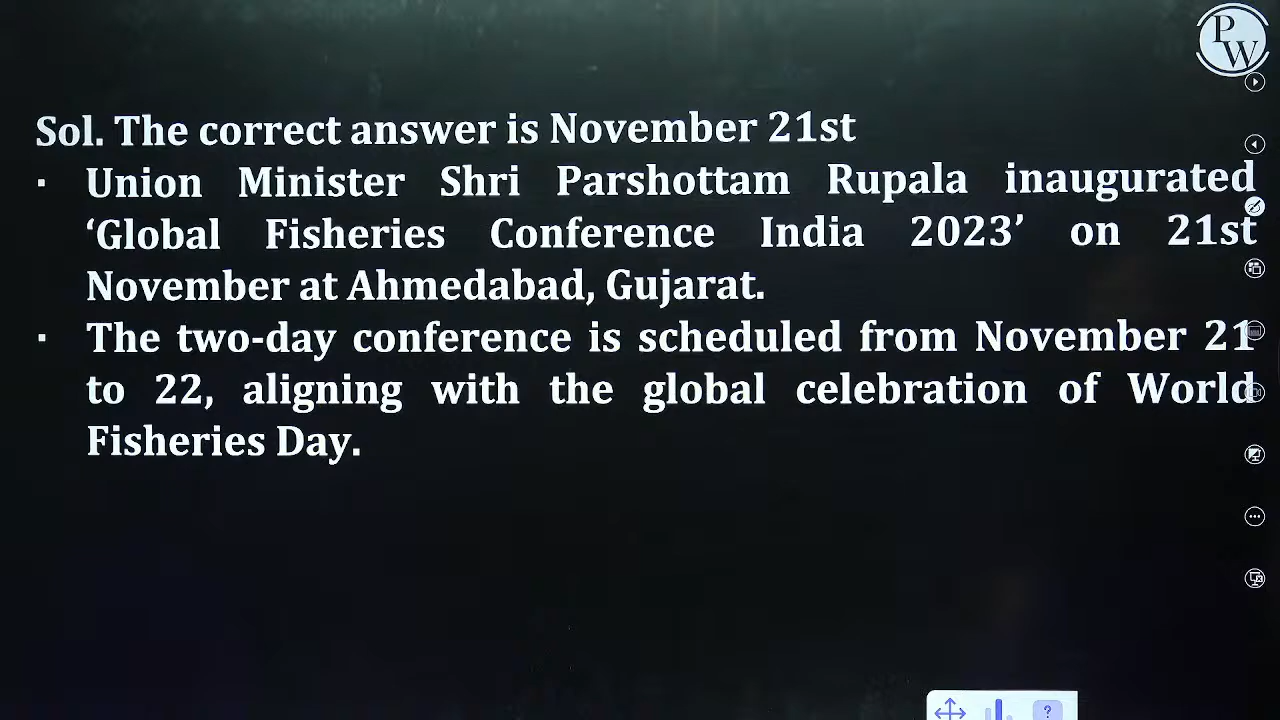 PW
Sol. The correct answer is November 21st
· Union Minister Shri Parshottam Rupala inaugurated
‘Global Fisheries Conference India 2023’ on 21st
November at Ahmedabad, Gujarat.
· The two-day conference is scheduled from November 21
to 22, aligning with the global celebration of World
Fisheries Day.
?